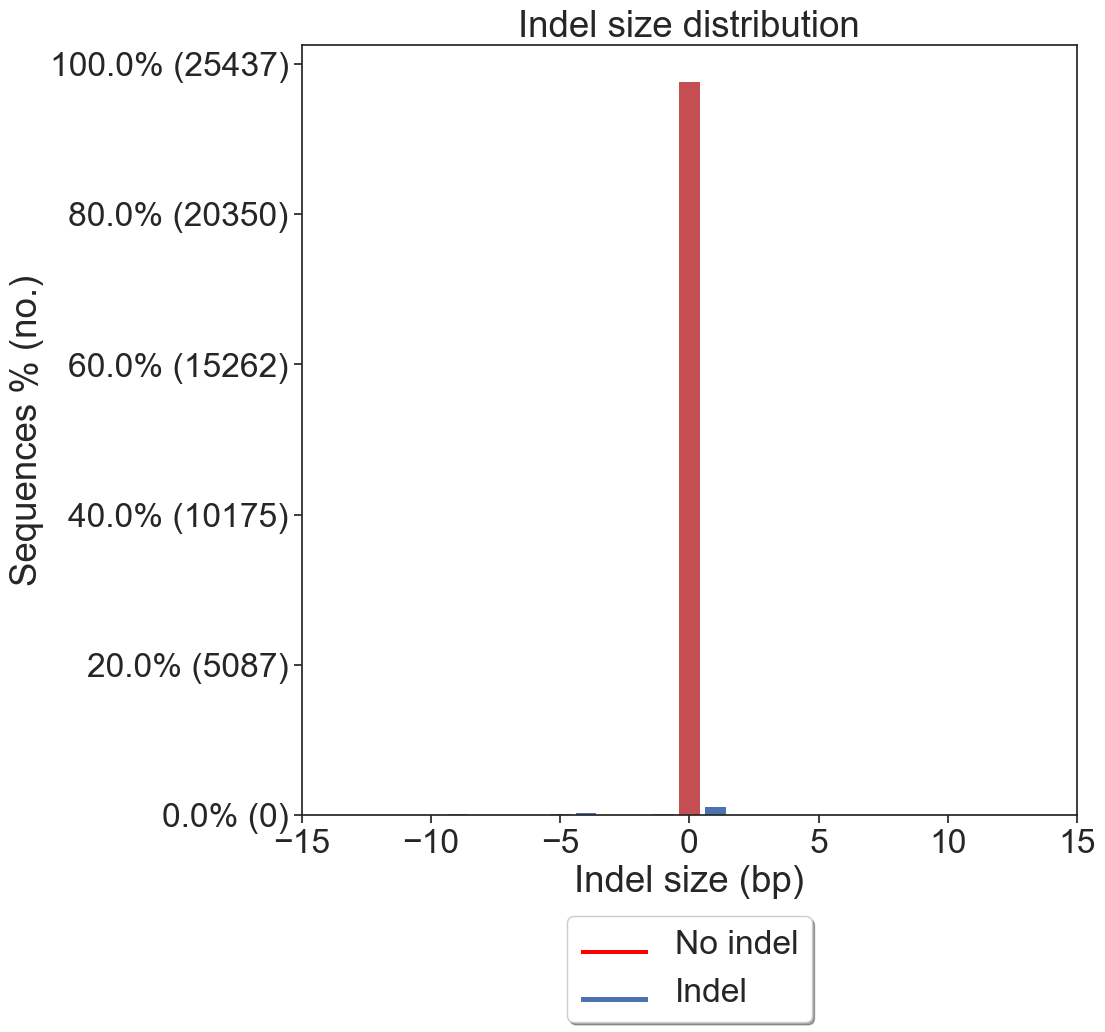 Indel size distribution
Sequences % (no.)
100.0% (25437)
80.0% (20350)
60.0% (15262)
40.0% (10175)
20.0% (5087)
0.0% (0)
−15 −10 −5 0 5 10 15
Indel size (bp)
No indel
Indel